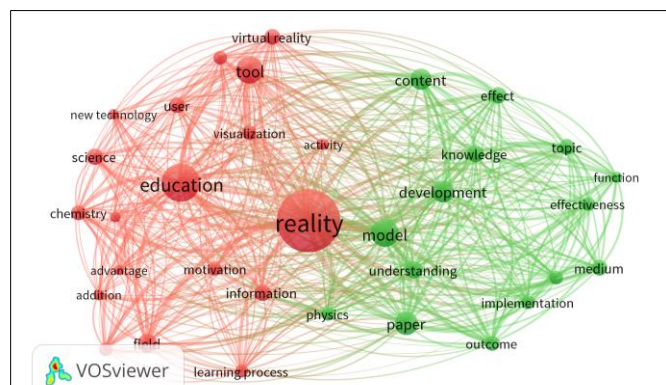 virtual reality
tool
content
effect
new technology
user
visualization
activity
knowledge
topic
science
education
development
function
effectiveness
chemistry
reality
model
advantage
motivation
understanding
medium
addition
information
physics
paper
implementation
field
outcome
learning process
VOSviewer